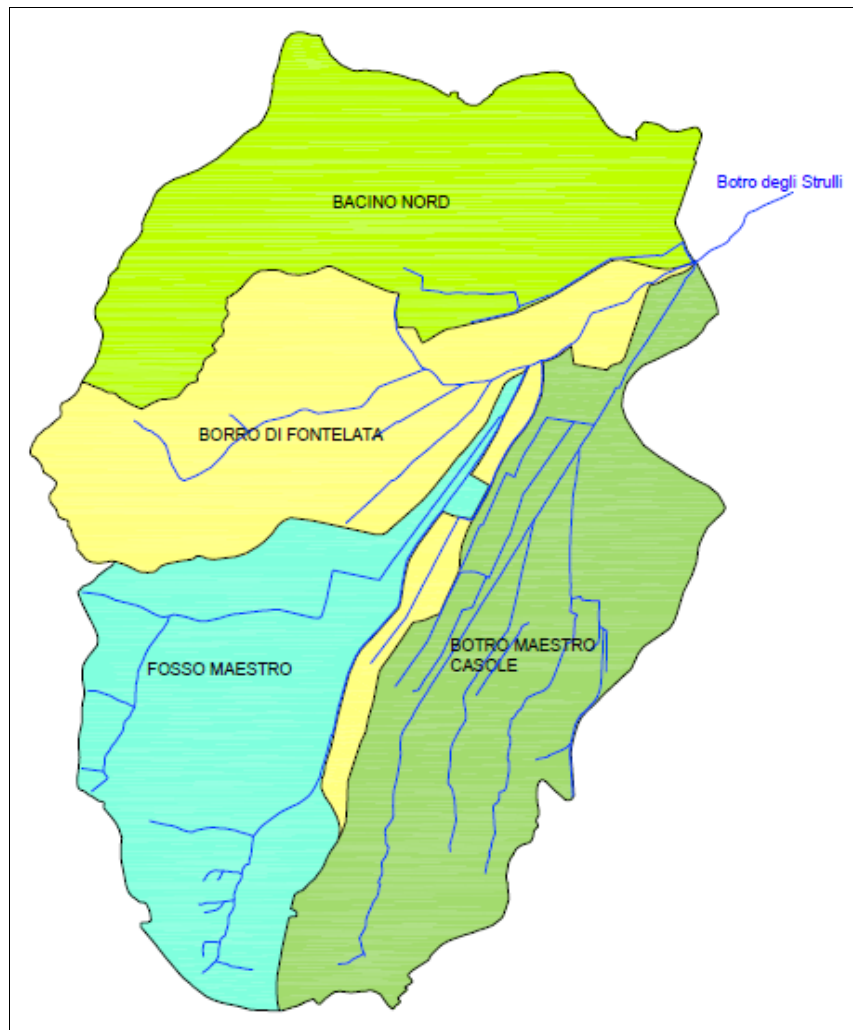 BACINO NORD
Botro degli Strulli
BORRO DI FONTELATA
FOSSO MAESTRO
BOTRO MAESTRO
CASOLE